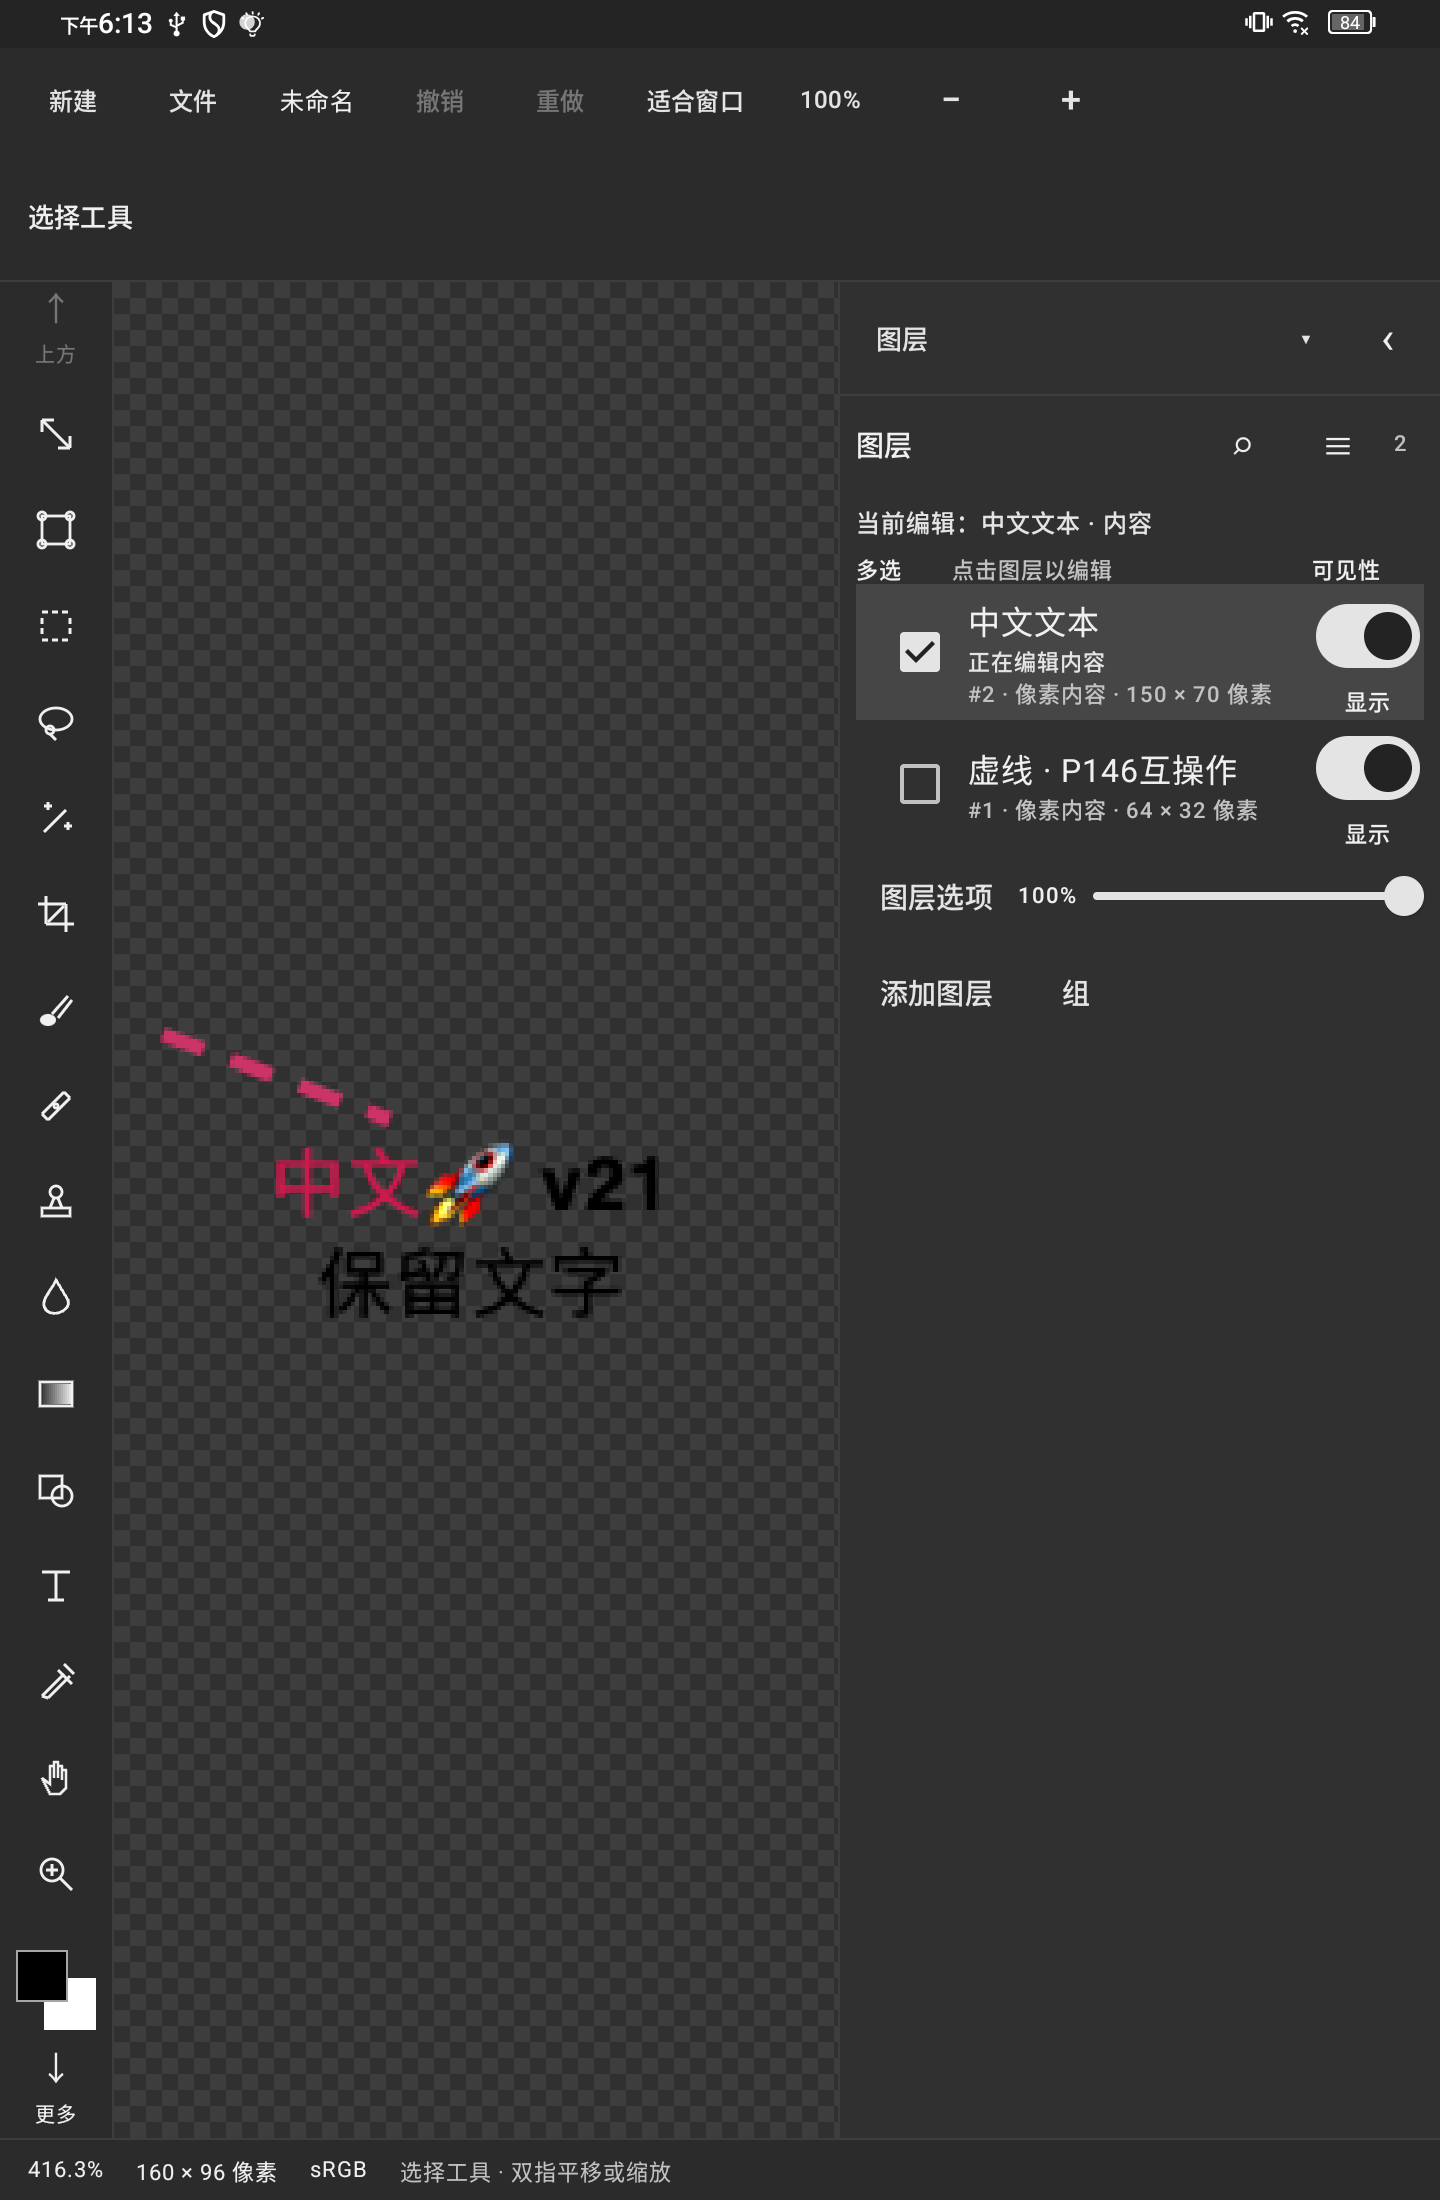 下午6:13
84
新建 文件 未命名 撤销 重做 适合窗口 100% − +
选择工具
上方
图层
图层 2
当前编辑：中文文本 · 内容
多选 点击图层以编辑 可见性
中文文本
正在编辑内容
#2 · 像素内容 · 150 × 70 像素
显示
虚线 · P146互操作
#1 · 像素内容 · 64 × 32 像素
显示
图层选项 100%
添加图层 组
中文🚀 v21
保留文字
更多
416.3% 160 × 96 像素 sRGB 选择工具 · 双指平移或缩放